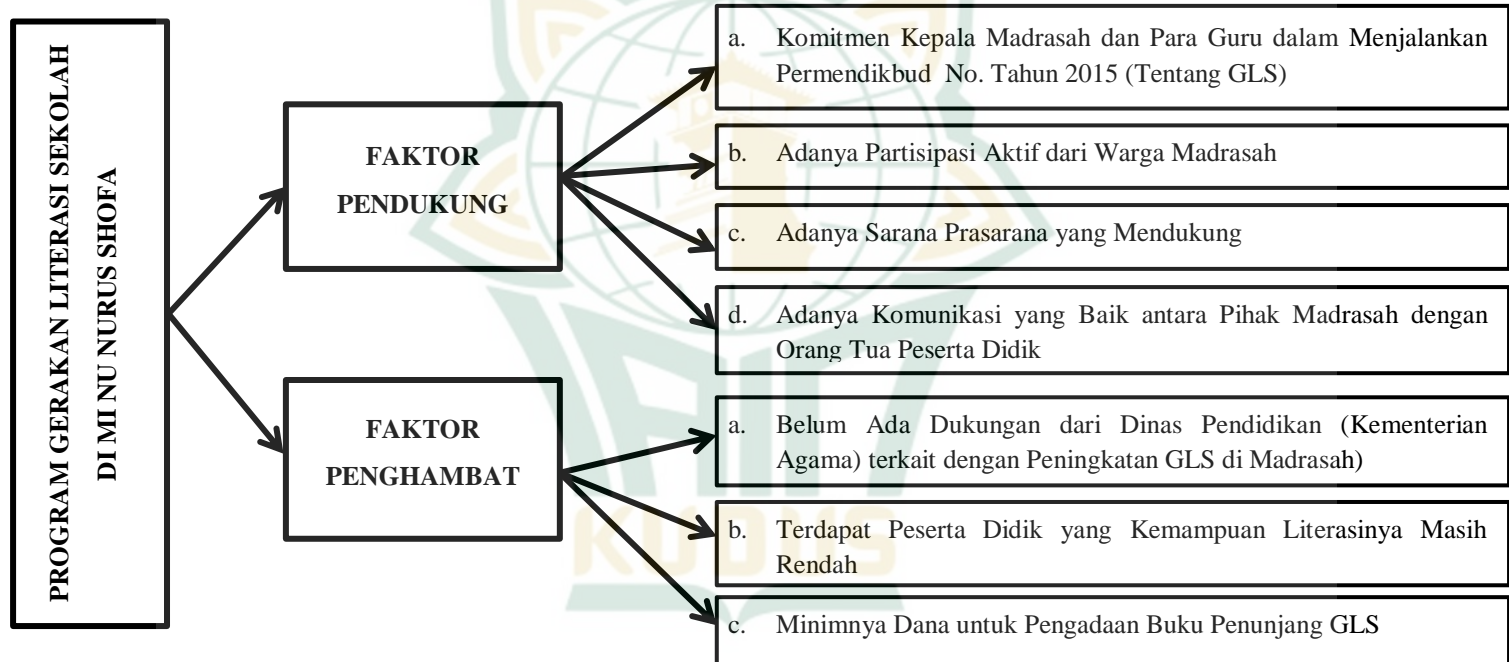 PROGRAM GERAKAN LITERASI SEKOLAH
DI MI NU NURUS SHOFA
FAKTOR
PENDUKUNG
a. Komitmen Kepala Madrasah dan Para Guru dalam Menjalankan
Permendikbud No. Tahun 2015 (Tentang GLS)
b. Adanya Partisipasi Aktif dari Warga Madrasah
c. Adanya Sarana Prasarana yang Mendukung
d. Adanya Komunikasi yang Baik antara Pihak Madrasah dengan
Orang Tua Peserta Didik
FAKTOR
PENGHAMBAT
a. Belum Ada Dukungan dari Dinas Pendidikan (Kementerian
Agama) terkait dengan Peningkatan GLS di Madrasah)
b. Terdapat Peserta Didik yang Kemampuan Literasinya Masih
Rendah
c. Minimnya Dana untuk Pengadaan Buku Penunjang GLS
KUDUS